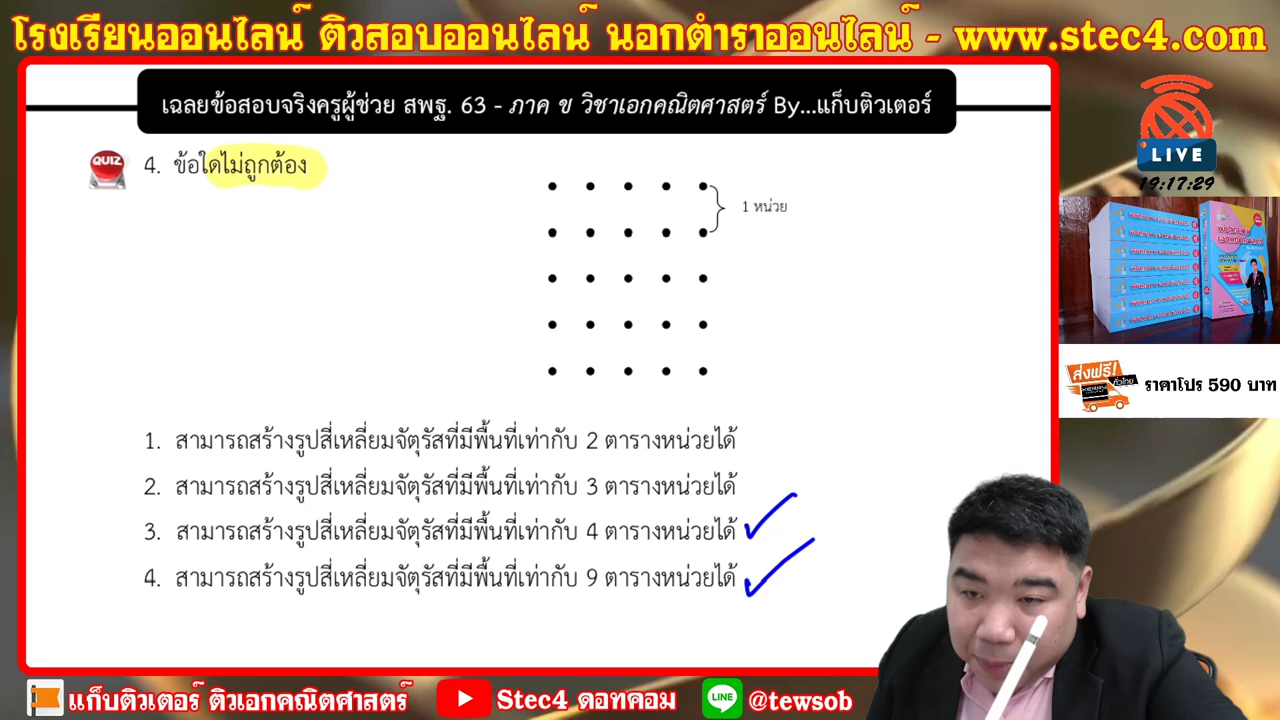 โรงเรียนออนไลน์ ติวสอบออนไลน์ นอกตำราออนไลน์ - www.stec4.com
เฉลยข้อสอบจริงครูผู้ช่วย สพฐ. 63 - ภาค ข วิชาเอกคณิตศาสตร์ By...แก็บติวเตอร์
LIVE
19:17:29
QUIZ
4. ข้อใดไม่ถูกต้อง
1 หน่วย
1. สามารถสร้างรูปสี่เหลี่ยมจัตุรัสที่มีพื้นที่เท่ากับ 2 ตารางหน่วยได้
2. สามารถสร้างรูปสี่เหลี่ยมจัตุรัสที่มีพื้นที่เท่ากับ 3 ตารางหน่วยได้
3. สามารถสร้างรูปสี่เหลี่ยมจัตุรัสที่มีพื้นที่เท่ากับ 4 ตารางหน่วยได้
4. สามารถสร้างรูปสี่เหลี่ยมจัตุรัสที่มีพื้นที่เท่ากับ 9 ตารางหน่วยได้
ส่งฟรี!
ทั่วไทย
ราคาโปร 590 บาท
แก็บติวเตอร์ ติวเอกคณิตศาสตร์
Stec4 ดอทคอม
LINE
@tewsob